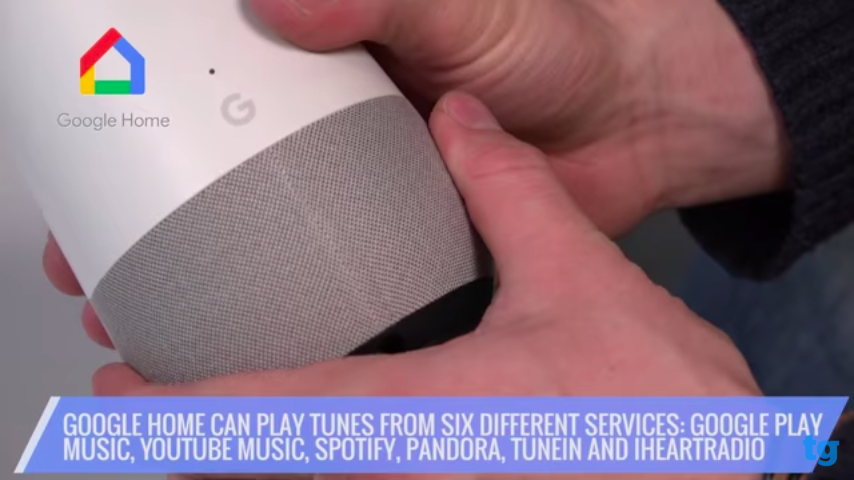 Google Home
G
GOOGLE HOME CAN PLAY TUNES FROM SIX DIFFERENT SERVICES: GOOGLE PLAY
MUSIC, YOUTUBE MUSIC, SPOTIFY, PANDORA, TUNEIN AND IHEARTRADIO
tg